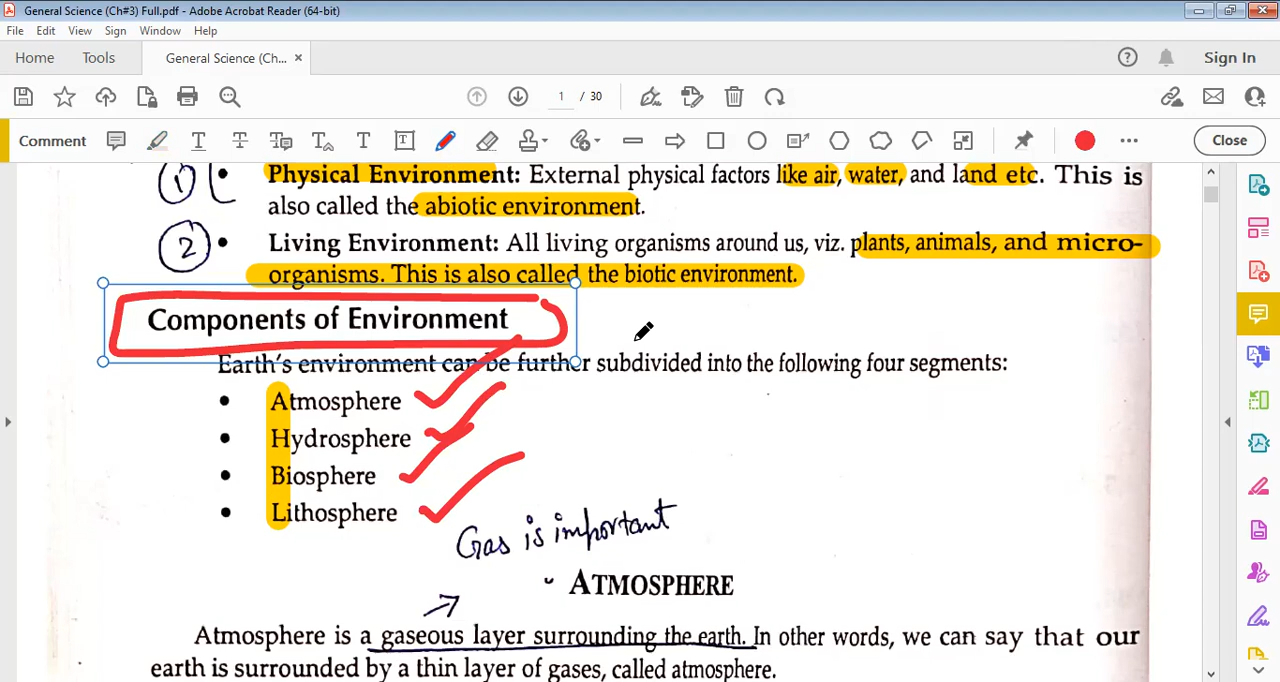 General Science (Ch#3) Full.pdf - Adobe Acrobat Reader (64-bit)
File Edit View Sign Window Help
Home Tools General Science (Ch... × Sign In
1 / 30
Comment Close
1 • Physical Environment: External physical factors like air, water, and land etc. This is
also called the abiotic environment.
2 • Living Environment: All living organisms around us, viz. plants, animals, and micro-
organisms. This is also called the biotic environment.
Components of Environment
Earth's environment can be further subdivided into the following four segments:
• Atmosphere
• Hydrosphere
• Biosphere
• Lithosphere
Gas is important
ATMOSPHERE
Atmosphere is a gaseous layer surrounding the earth. In other words, we can say that our
earth is surrounded by a thin layer of gases, called atmosphere.